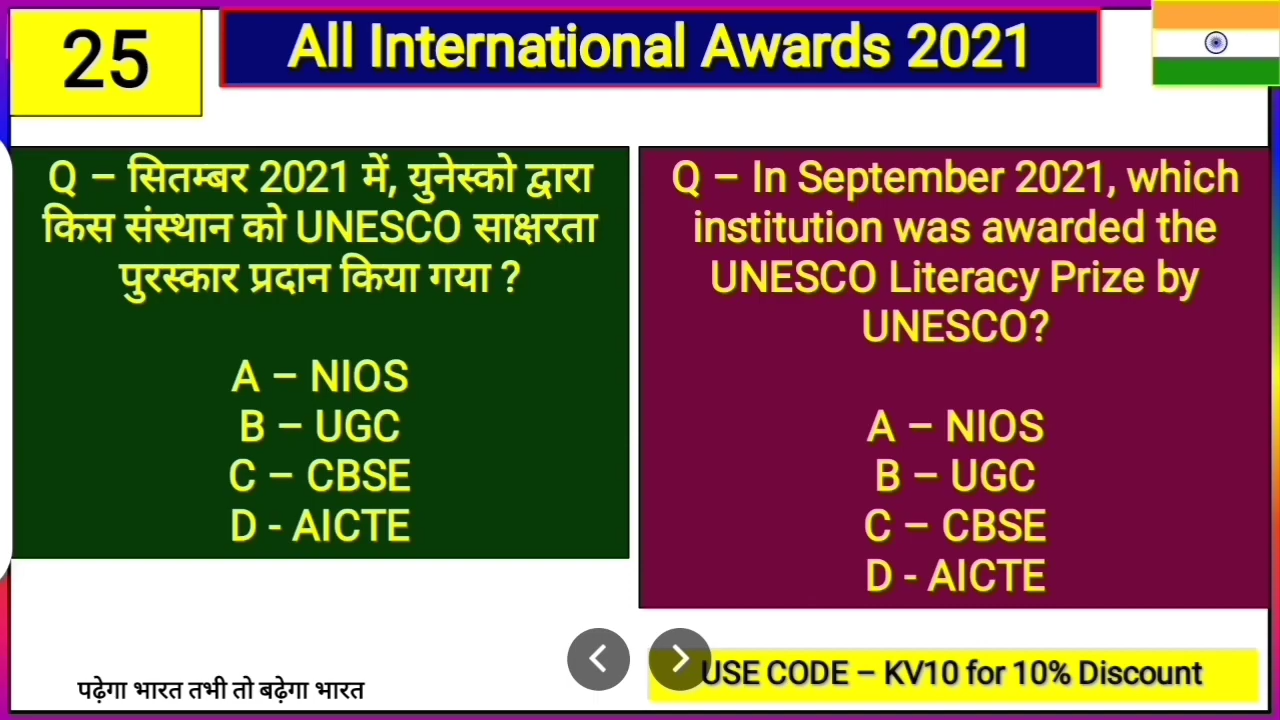 25
All International Awards 2021
Q – सितम्बर 2021 में, युनेस्को द्वारा
किस संस्थान को UNESCO साक्षरता
पुरस्कार प्रदान किया गया ?
A – NIOS
B – UGC
C – CBSE
D - AICTE
Q – In September 2021, which
institution was awarded the
UNESCO Literacy Prize by
UNESCO?
A – NIOS
B – UGC
C – CBSE
D - AICTE
पढ़ेगा भारत तभी तो बढ़ेगा भारत
USE CODE – KV10 for 10% Discount